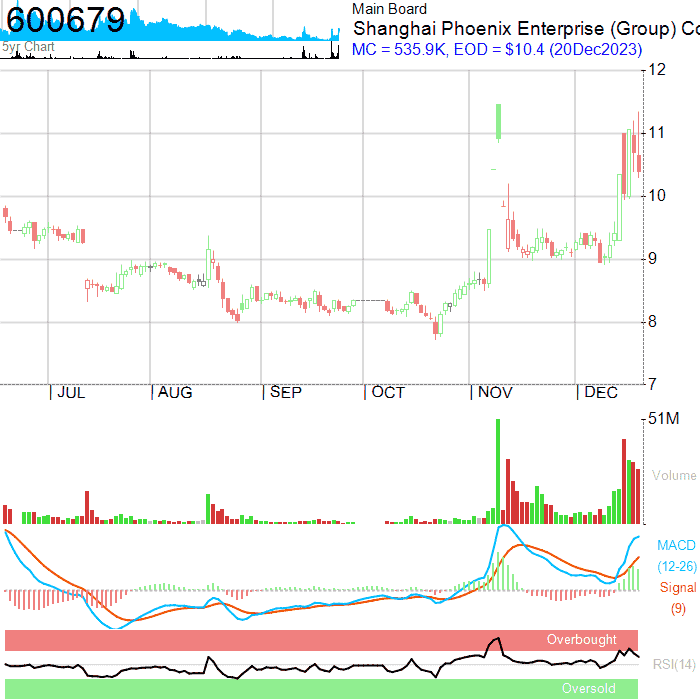 600679
5yr Chart
Main Board
Shanghai Phoenix Enterprise (Group) Co
MC = 535.9K, EOD = $10.4 (20Dec2023)
12
11
10
9
8
7
JUL AUG SEP OCT NOV DEC
51M
Volume
MACD
(12-26)
Signal
(9)
Overbought
RSI(14)
Oversold